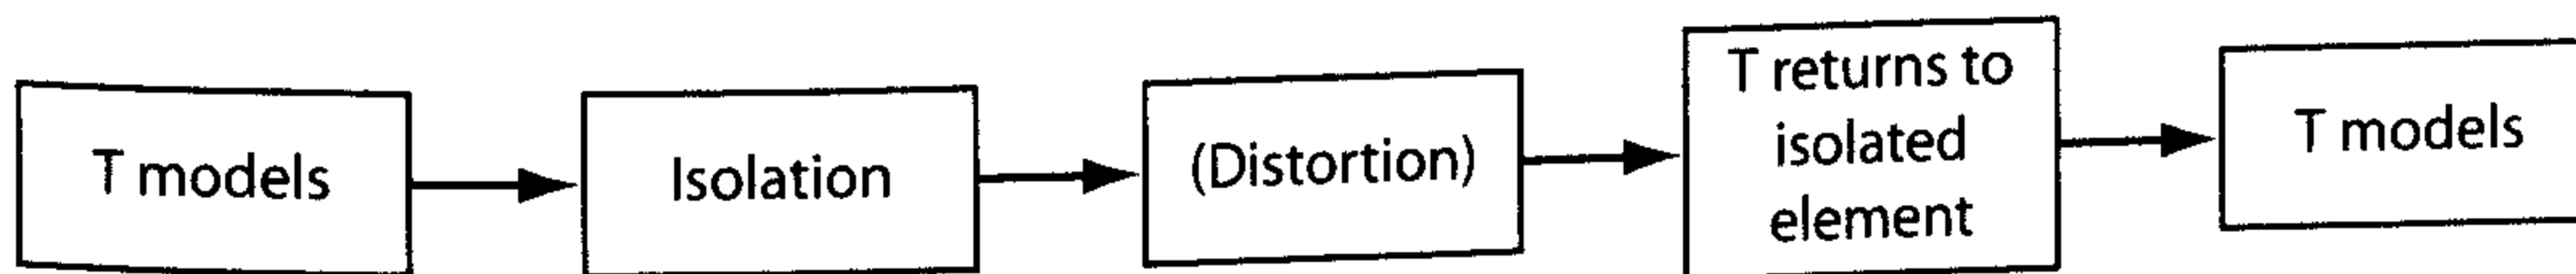 T models
Isolation
(Distortion)
T returns to
isolated
element
T models